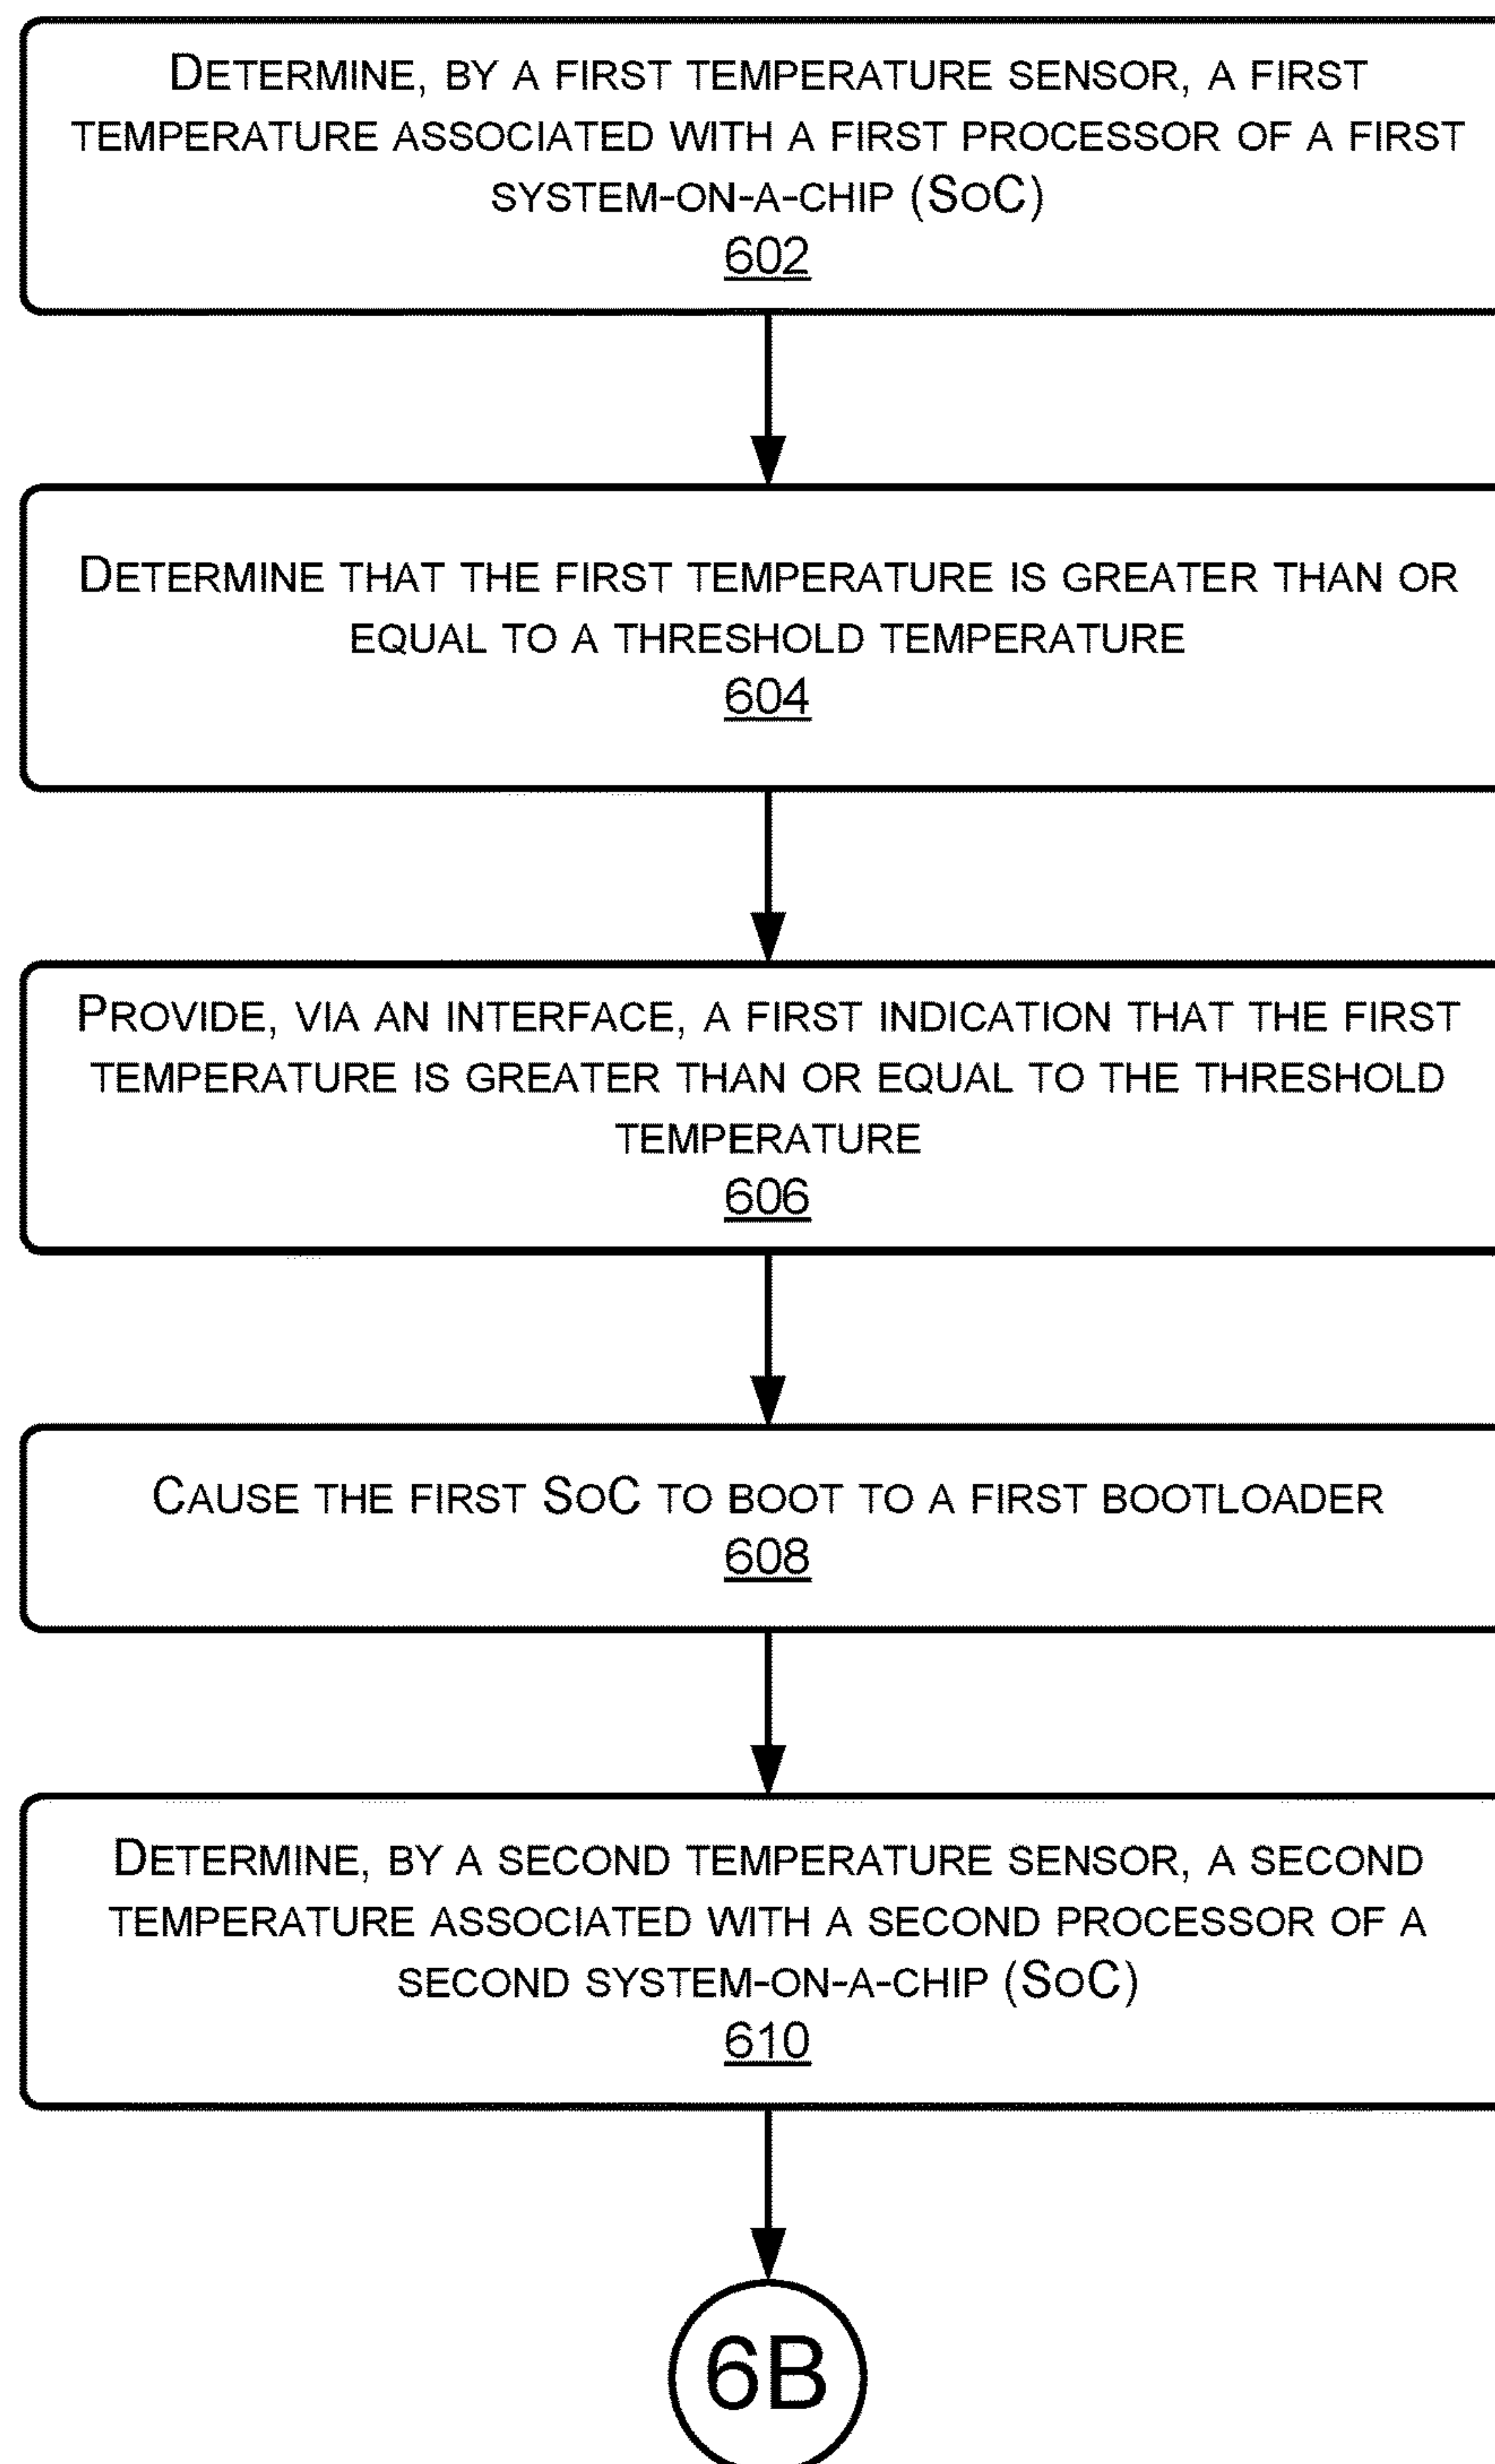 DETERMINE, BY A FIRST TEMPERATURE SENSOR, A FIRST
TEMPERATURE ASSOCIATED WITH A FIRST PROCESSOR OF A FIRST
SYSTEM-ON-A-CHIP (SOC)
602
DETERMINE THAT THE FIRST TEMPERATURE IS GREATER THAN OR
EQUAL TO A THRESHOLD TEMPERATURE
604
PROVIDE, VIA AN INTERFACE, A FIRST INDICATION THAT THE FIRST
TEMPERATURE IS GREATER THAN OR EQUAL TO THE THRESHOLD
TEMPERATURE
606
CAUSE THE FIRST SOC TO BOOT TO A FIRST BOOTLOADER
608
DETERMINE, BY A SECOND TEMPERATURE SENSOR, A SECOND
TEMPERATURE ASSOCIATED WITH A SECOND PROCESSOR OF A
SECOND SYSTEM-ON-A-CHIP (SOC)
610
6B